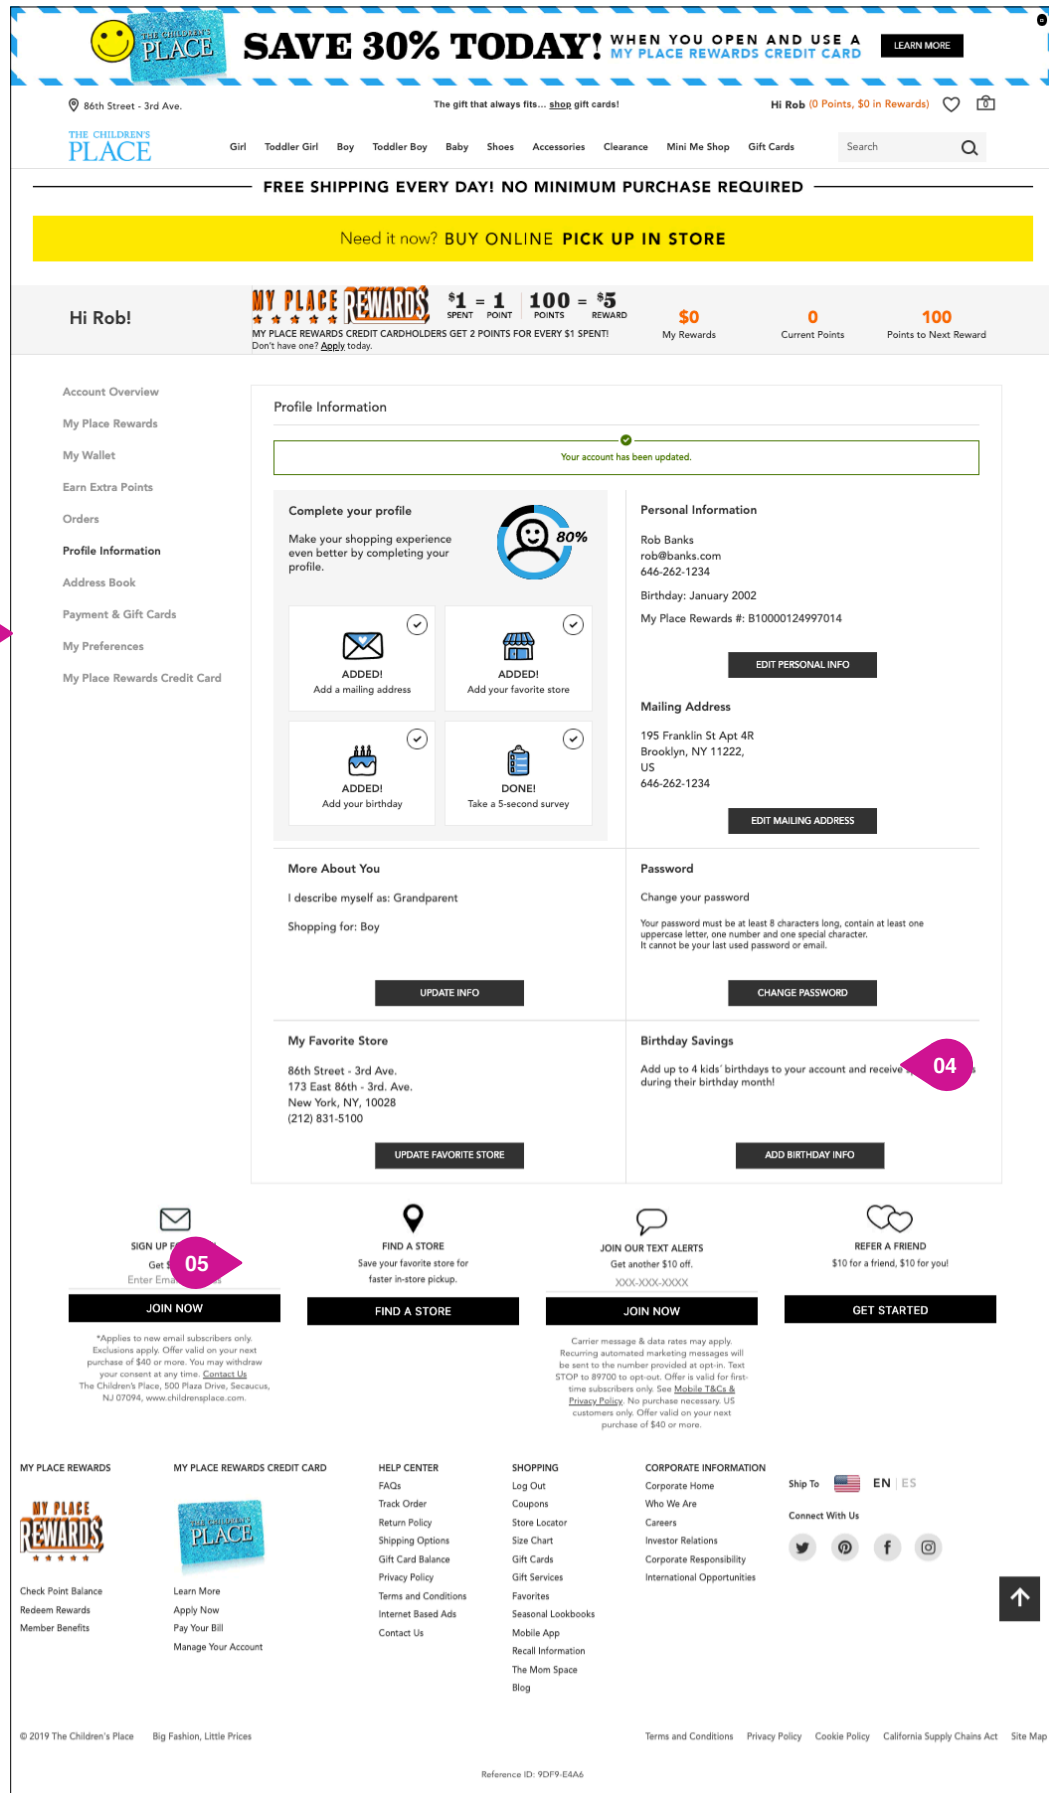 THE CHILDREN'S
PLACE
SAVE 30% TODAY!
WHEN YOU OPEN AND USE A
MY PLACE REWARDS CREDIT CARD
LEARN MORE
86th Street - 3rd Ave.
The gift that always fits... shop gift cards!
Hi Rob (0 Points, $0 in Rewards)
0
THE CHILDREN'S
PLACE
Girl Toddler Girl Boy Toddler Boy Baby Shoes Accessories Clearance Mini Me Shop Gift Cards
Search
FREE SHIPPING EVERY DAY! NO MINIMUM PURCHASE REQUIRED
Need it now? BUY ONLINE PICK UP IN STORE
Hi Rob!
MY PLACE REWARDS
$1 = 1
SPENT POINT
100 = $5
POINTS REWARD
MY PLACE REWARDS CREDIT CARDHOLDERS GET 2 POINTS FOR EVERY $1 SPENT!
Don't have one? Apply today.
$0
My Rewards
0
Current Points
100
Points to Next Reward
Account Overview
My Place Rewards
My Wallet
Earn Extra Points
Orders
Profile Information
Address Book
Payment & Gift Cards
My Preferences
My Place Rewards Credit Card
Profile Information
Your account has been updated.
Complete your profile
Make your shopping experience
even better by completing your
profile.
80%
ADDED!
Add a mailing address
ADDED!
Add your favorite store
ADDED!
Add your birthday
DONE!
Take a 5-second survey
Personal Information
Rob Banks
rob@banks.com
646-262-1234
Birthday: January 2002
My Place Rewards #: B10000124997014
EDIT PERSONAL INFO
Mailing Address
195 Franklin St Apt 4R
Brooklyn, NY 11222,
US
646-262-1234
EDIT MAILING ADDRESS
More About You
I describe myself as: Grandparent
Shopping for: Boy
UPDATE INFO
Password
Change your password
Your password must be at least 8 characters long, contain at least one
uppercase letter, one number and one special character.
It cannot be your last used password or email.
CHANGE PASSWORD
My Favorite Store
86th Street - 3rd Ave.
173 East 86th - 3rd. Ave.
New York, NY, 10028
(212) 831-5100
UPDATE FAVORITE STORE
Birthday Savings
Add up to 4 kids' birthdays to your account and receive
during their birthday month!
04
ADD BIRTHDAY INFO
SIGN UP
Get
05
Enter
JOIN NOW
*Applies to new email subscribers only.
Exclusions apply. Offer valid on your next
purchase of $40 or more. You may withdraw
your consent at any time. Contact Us
The Children's Place, 500 Plaza Drive, Secaucus,
NJ 07094, www.childrensplace.com.
FIND A STORE
Save your favorite store for
faster in-store pickup.
FIND A STORE
JOIN OUR TEXT ALERTS
Get another $10 off.
XXX-XXX-XXXX
JOIN NOW
Carrier message & data rates may apply.
Recurring automated marketing messages will
be sent to the number provided at opt-in. Text
STOP to 89700 to opt-out. Offer is valid for first-
time subscribers only. See Mobile T&Cs &
Privacy Policy. No purchase necessary. US
customers only. Offer valid on your next
purchase of $40 or more.
REFER A FRIEND
$10 for a friend, $10 for you!
GET STARTED
MY PLACE REWARDS
MY PLACE
REWARDS
Check Point Balance
Redeem Rewards
Member Benefits
MY PLACE REWARDS CREDIT CARD
THE CHILDREN'S
PLACE
Learn More
Apply Now
Pay Your Bill
Manage Your Account
HELP CENTER
FAQs
Track Order
Return Policy
Shipping Options
Gift Card Balance
Privacy Policy
Terms and Conditions
Internet Based Ads
Contact Us
SHOPPING
Log Out
Coupons
Store Locator
Size Chart
Gift Cards
Gift Services
Favorites
Seasonal Lookbooks
Mobile App
Recall Information
The Mom Space
Blog
CORPORATE INFORMATION
Corporate Home
Who We Are
Careers
Investor Relations
Corporate Responsibility
International Opportunities
Ship To
EN | ES
Connect With Us
© 2019 The Children's Place Big Fashion, Little Prices
Terms and Conditions Privacy Policy Cookie Policy California Supply Chains Act Site Map
Reference ID: 9DF9-E4A6